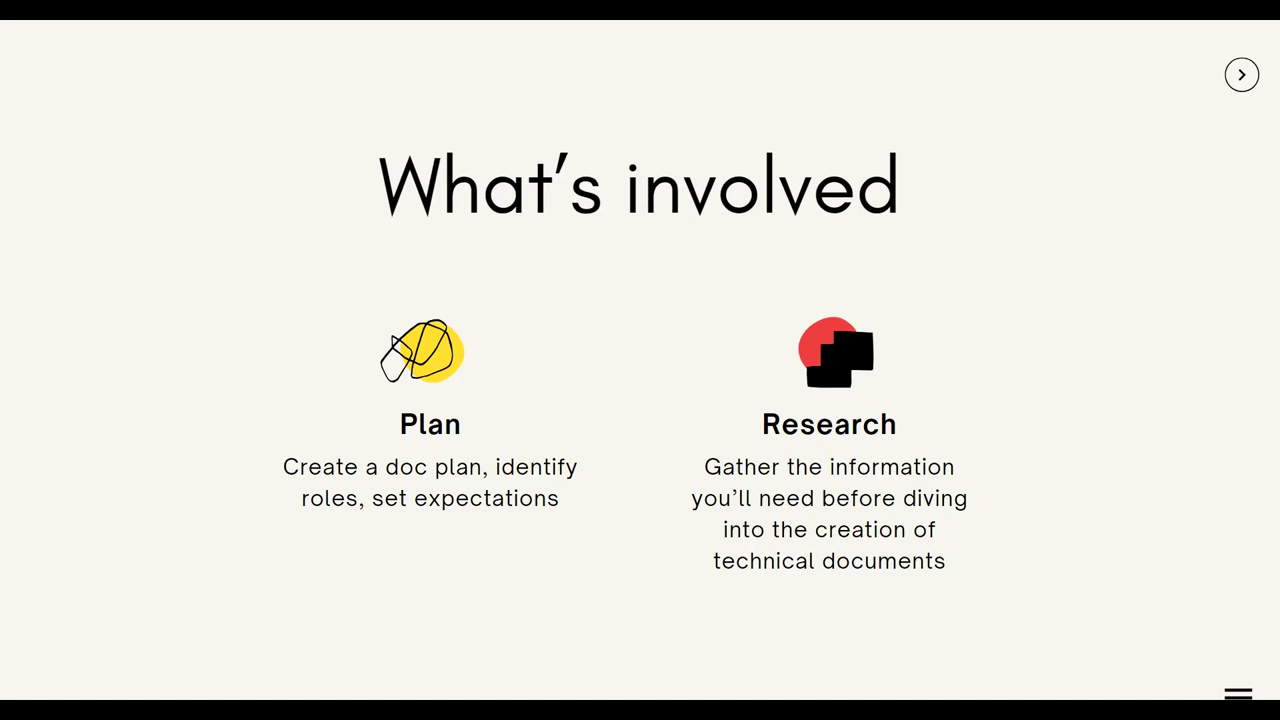 What's involved
Plan
Create a doc plan, identify
roles, set expectations
Research
Gather the information
you'll need before diving
into the creation of
technical documents